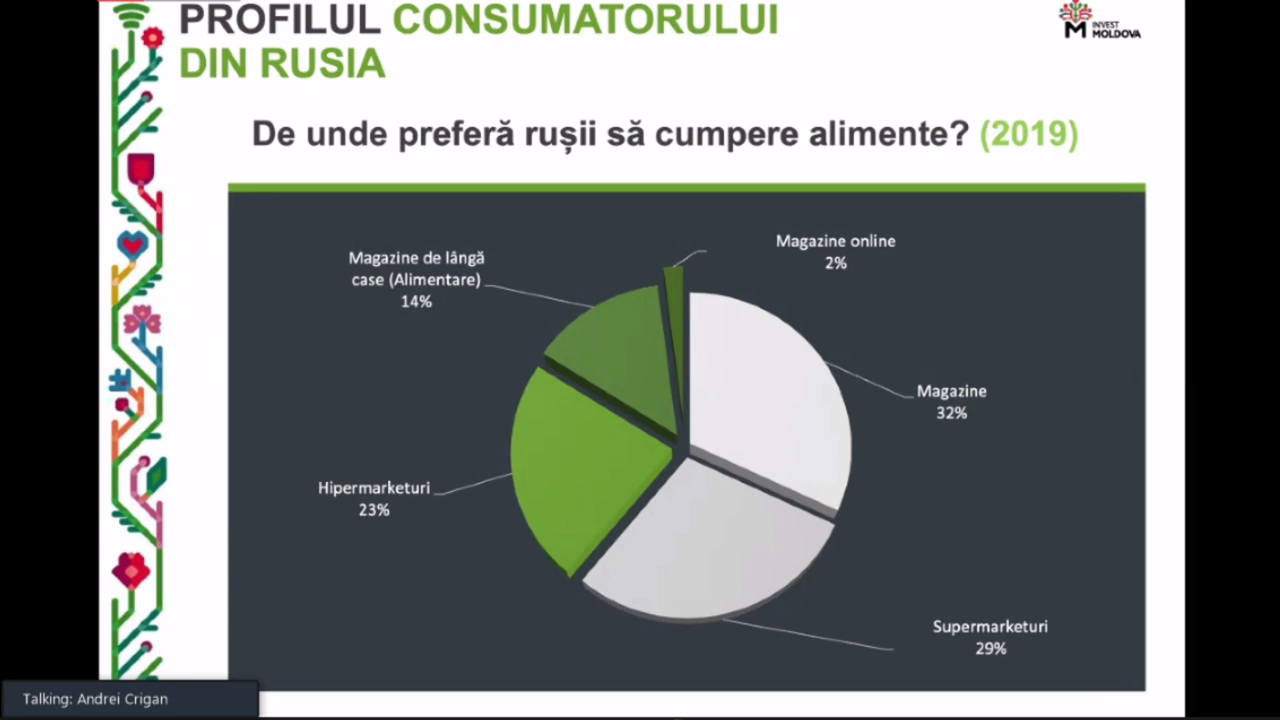 PROFILUL CONSUMATORULUI
DIN RUSIA
INVEST
MOLDOVA
De unde preferă rușii să cumpere alimente? (2019)
Magazine de lângă
case (Alimentare)
14%
Magazine online
2%
Magazine
32%
Hipermarketuri
23%
Supermarketuri
29%
Talking: Andrei Crigan